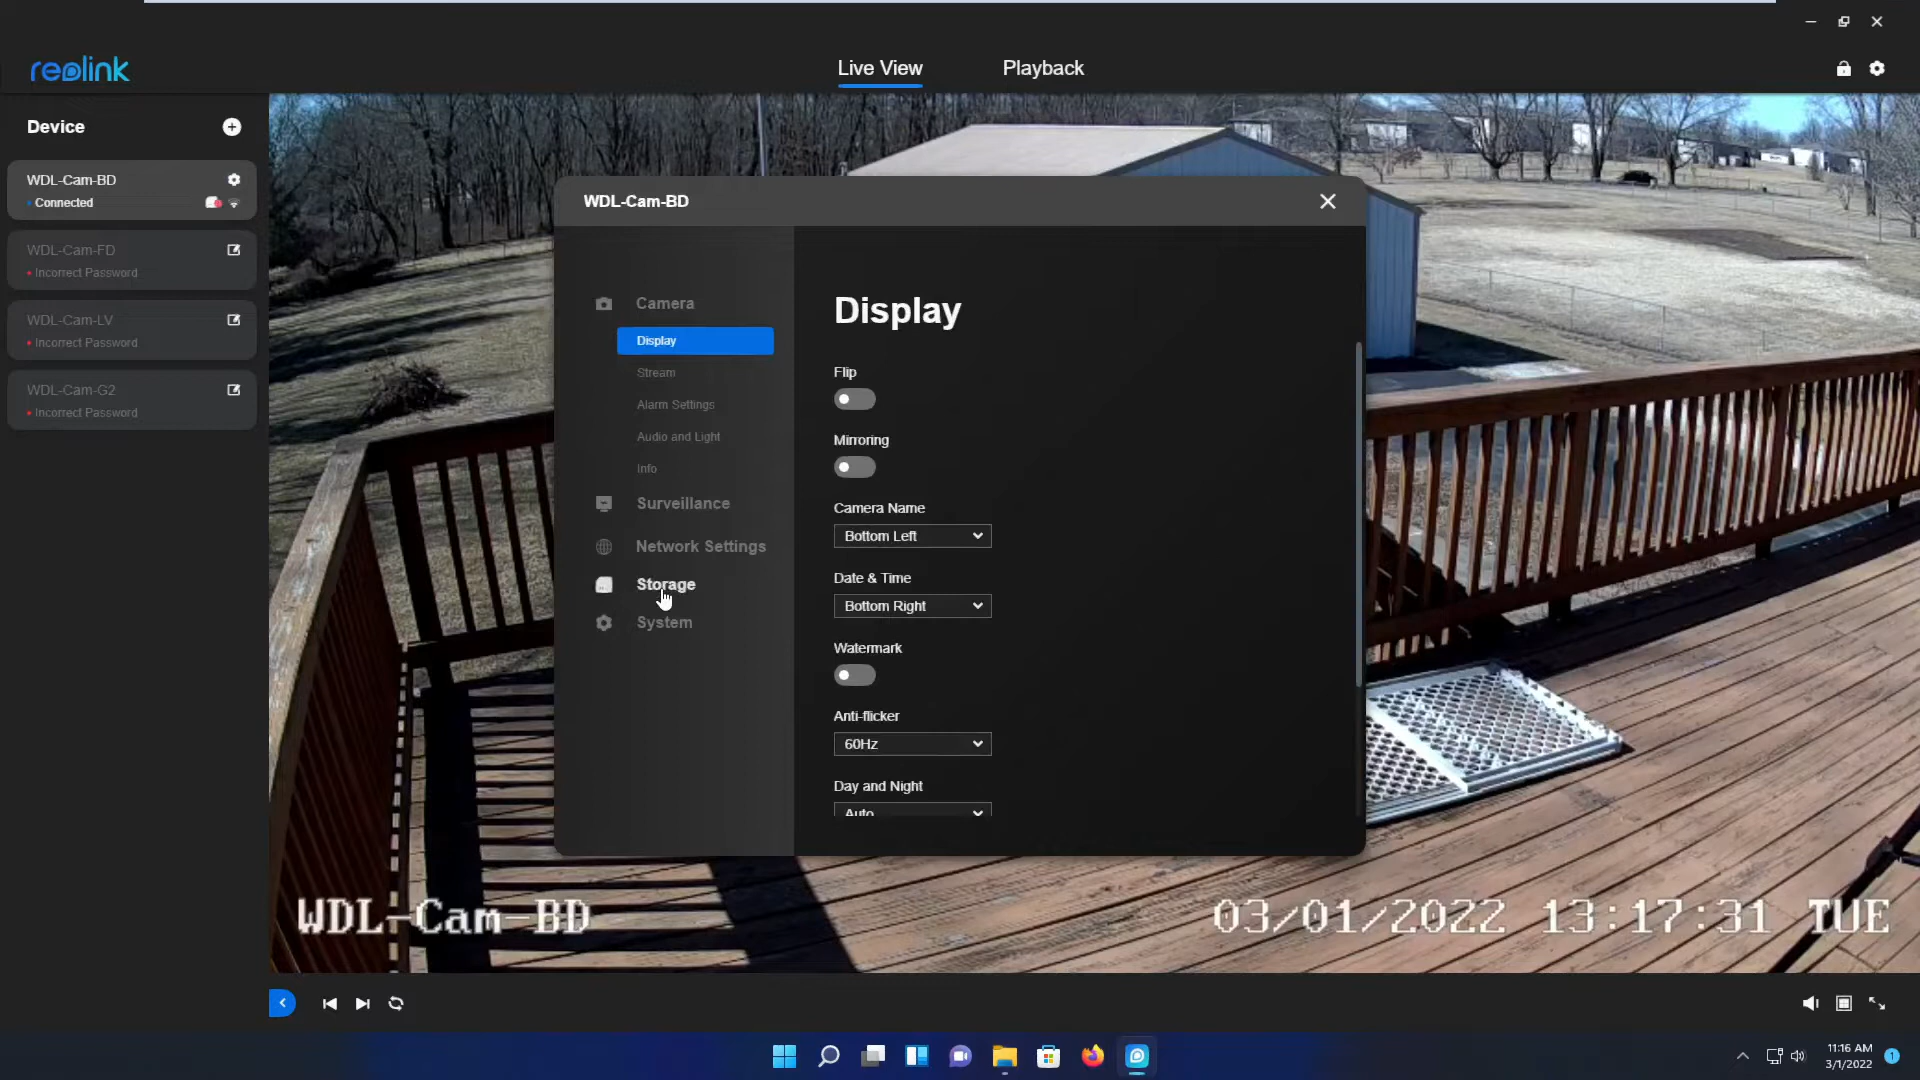 reolink
Live View
Playback
Device
WDL-Cam-BD
Connected
WDL-Cam-FD
Incorrect Password
WDL-Cam-LV
Incorrect Password
WDL-Cam-G2
Incorrect Password
WDL-Cam-BD
Camera
Display
Stream
Alarm Settings
Audio and Light
Info
Surveillance
Network Settings
Storage
System
Display
Flip
Mirroring
Camera Name
Bottom Left
Date & Time
Bottom Right
Watermark
Anti-flicker
60Hz
Day and Night
Auto
WDL-Cam-BD
03/01/2022 13:17:31 TUE
11:16 AM
3/1/2022
1